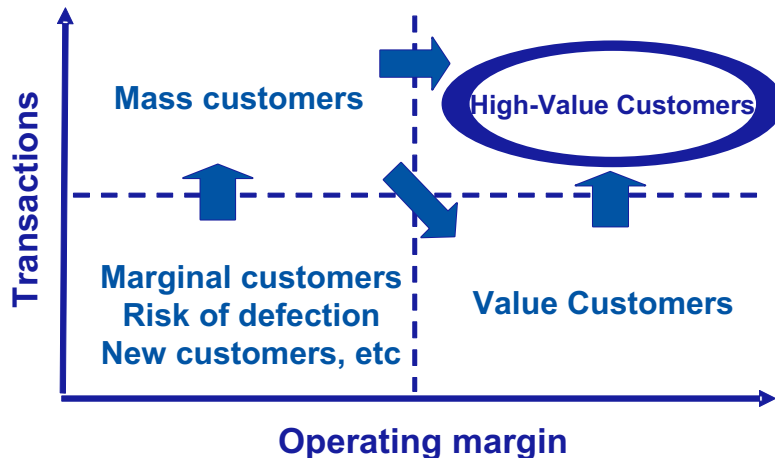 Transactions
Mass customers
High-Value Customers
Marginal customers
Risk of defection
New customers, etc
Value Customers
Operating margin